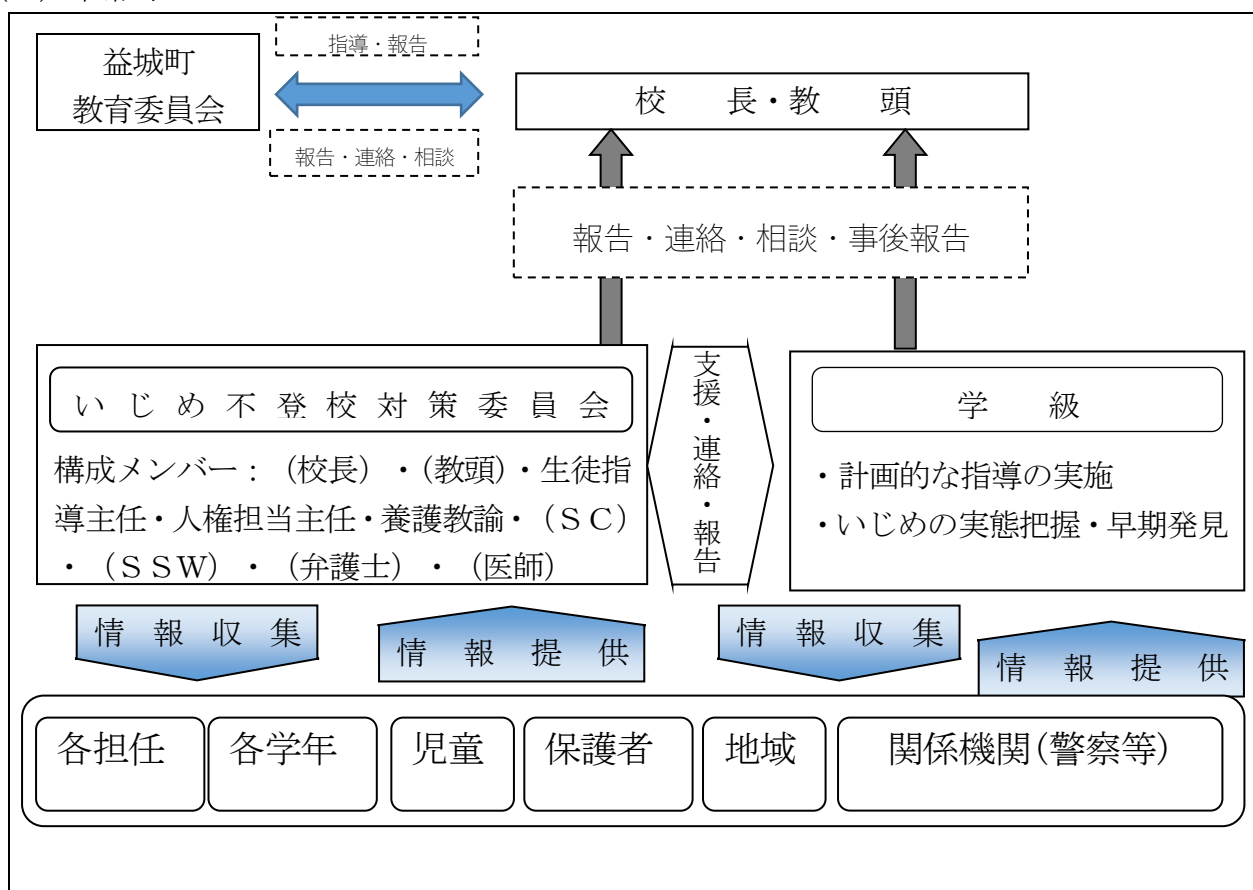 益城町
教育委員会
指導・報告
報告・連絡・相談
校　　長・教　　頭
報告・連絡・相談・事後報告
いじめ不登校対策委員会
構成メンバー：（校長）・（教頭）・生徒指
導主任・人権担当主任・養護教諭・（ＳＣ）
・（ＳＳＷ）・（弁護士）・（医師）
支援・連絡・報告
学　　級
・計画的な指導の実施
・いじめの実態把握・早期発見
情報収集
情報提供
情報収集
情報提供
各担任
各学年
児童
保護者
地域
関係機関(警察等)